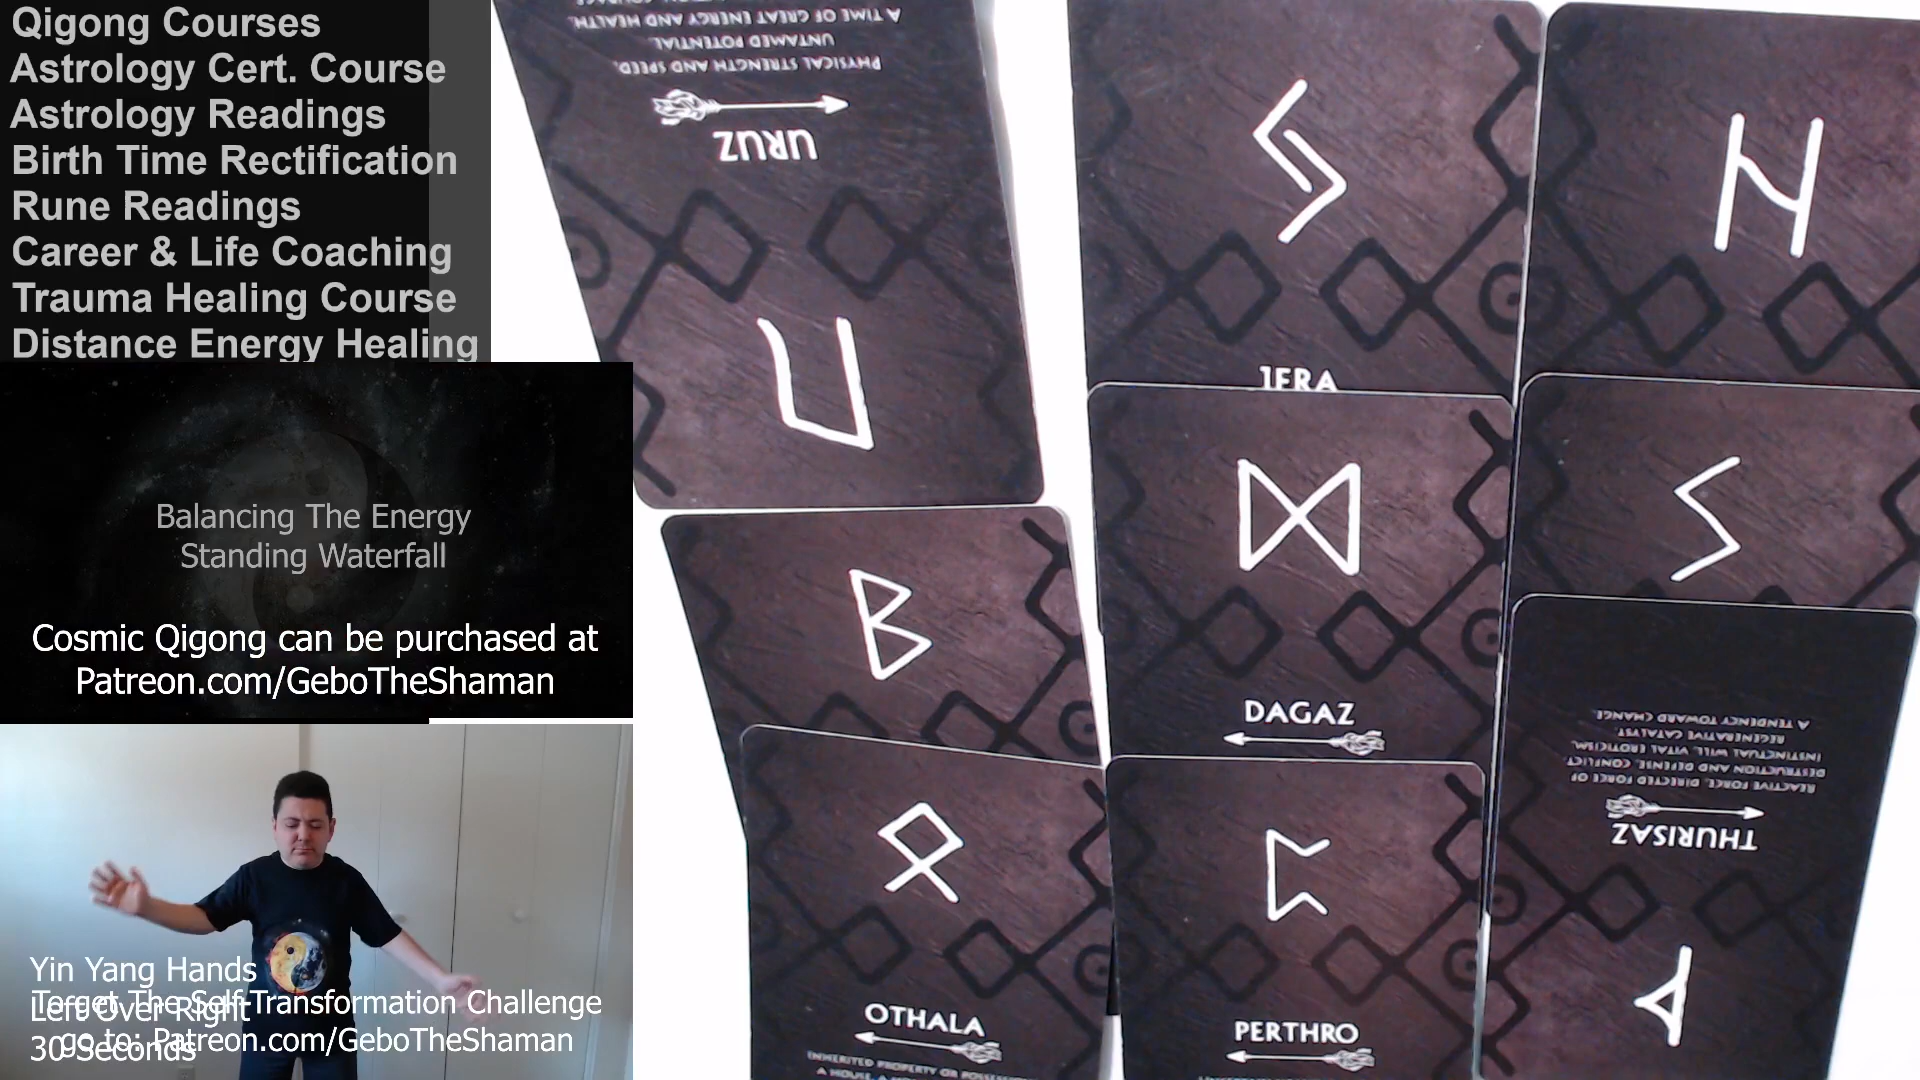 Qigong Courses
Astrology Cert. Course
Astrology Readings
Birth Time Rectification
Rune Readings
Career & Life Coaching
Trauma Healing Course
Distance Energy Healing
Balancing The Energy
Standing Waterfall
Cosmic Qigong can be purchased at
Patreon.com/GeboTheShaman
Yin Yang Hands
Left Over Right
30 Seconds
The Self-Transformation Challenge
go to: Patreon.com/GeboTheShaman
URUZ
PHYSICAL STRENGTH AND SPEED,
UNTAMED POTENTIAL.
A TIME OF GREAT ENERGY AND HEALTH.
JERA
DAGAZ
OTHALA
INHERITED PROPERTY OR
A HOUSE, A
PERTHRO
THURISAZ
REACTIVE FORCE, DIRECTED FORCE OF
DESTRUCTION AND DEFENSE, CONFLICT.
INSTINCTUAL WILL, VITAL EROTICISM,
REGENERATIVE CATALYST.
A TENDENCY TOWARD CHANGE.